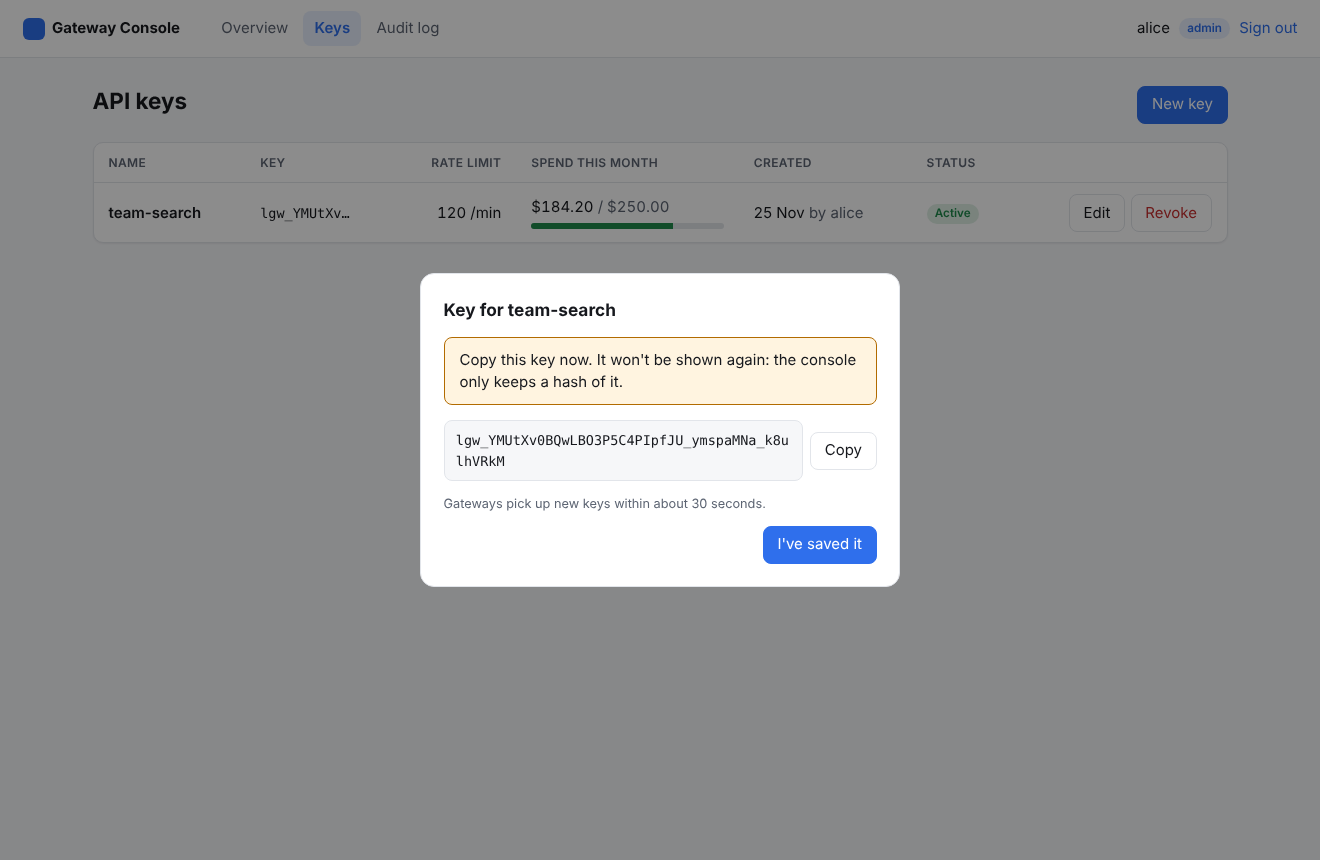 Gateway Console Overview Keys Audit log alice admin Sign out
API keys New key
NAME KEY RATE LIMIT SPEND THIS MONTH CREATED STATUS
team-search lgw_YMUtXv… 120 /min $184.20 / $250.00 25 Nov by alice Active Edit Revoke
Key for team-search
Copy this key now. It won't be shown again: the console
only keeps a hash of it.
lgw_YMUtXv0BQwLBO3P5C4PIpfJU_ymspaMNa_k8u
lhVRkM
Copy
Gateways pick up new keys within about 30 seconds.
I've saved it